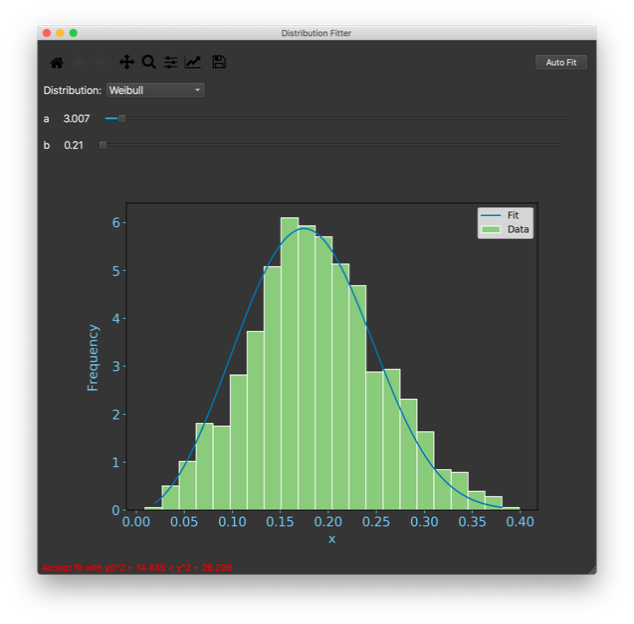 Distribution Fitter
Auto Fit
Distribution: Weibull
a 3.007
b 0.21
Fit
Data
6
5
4
3
2
1
0
Frequency
0.00 0.05 0.10 0.15 0.20 0.25 0.30 0.35 0.40
x
Accept fit with